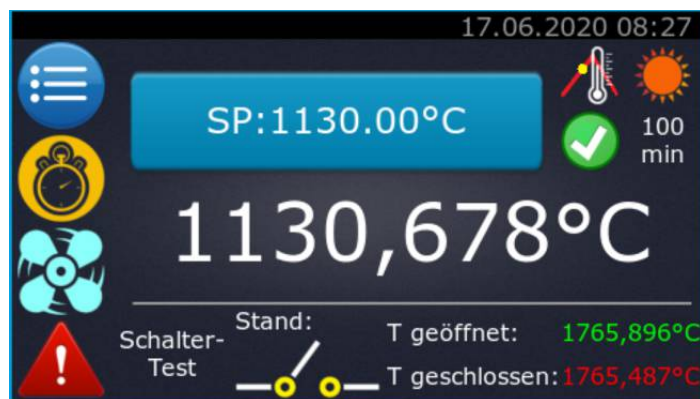 17.06.2020 08:27
SP:1130.00°C
100
min
1130,678°C
Schalter-
Test
Stand:
T geöffnet: 1765,896°C
T geschlossen: 1765,487°C